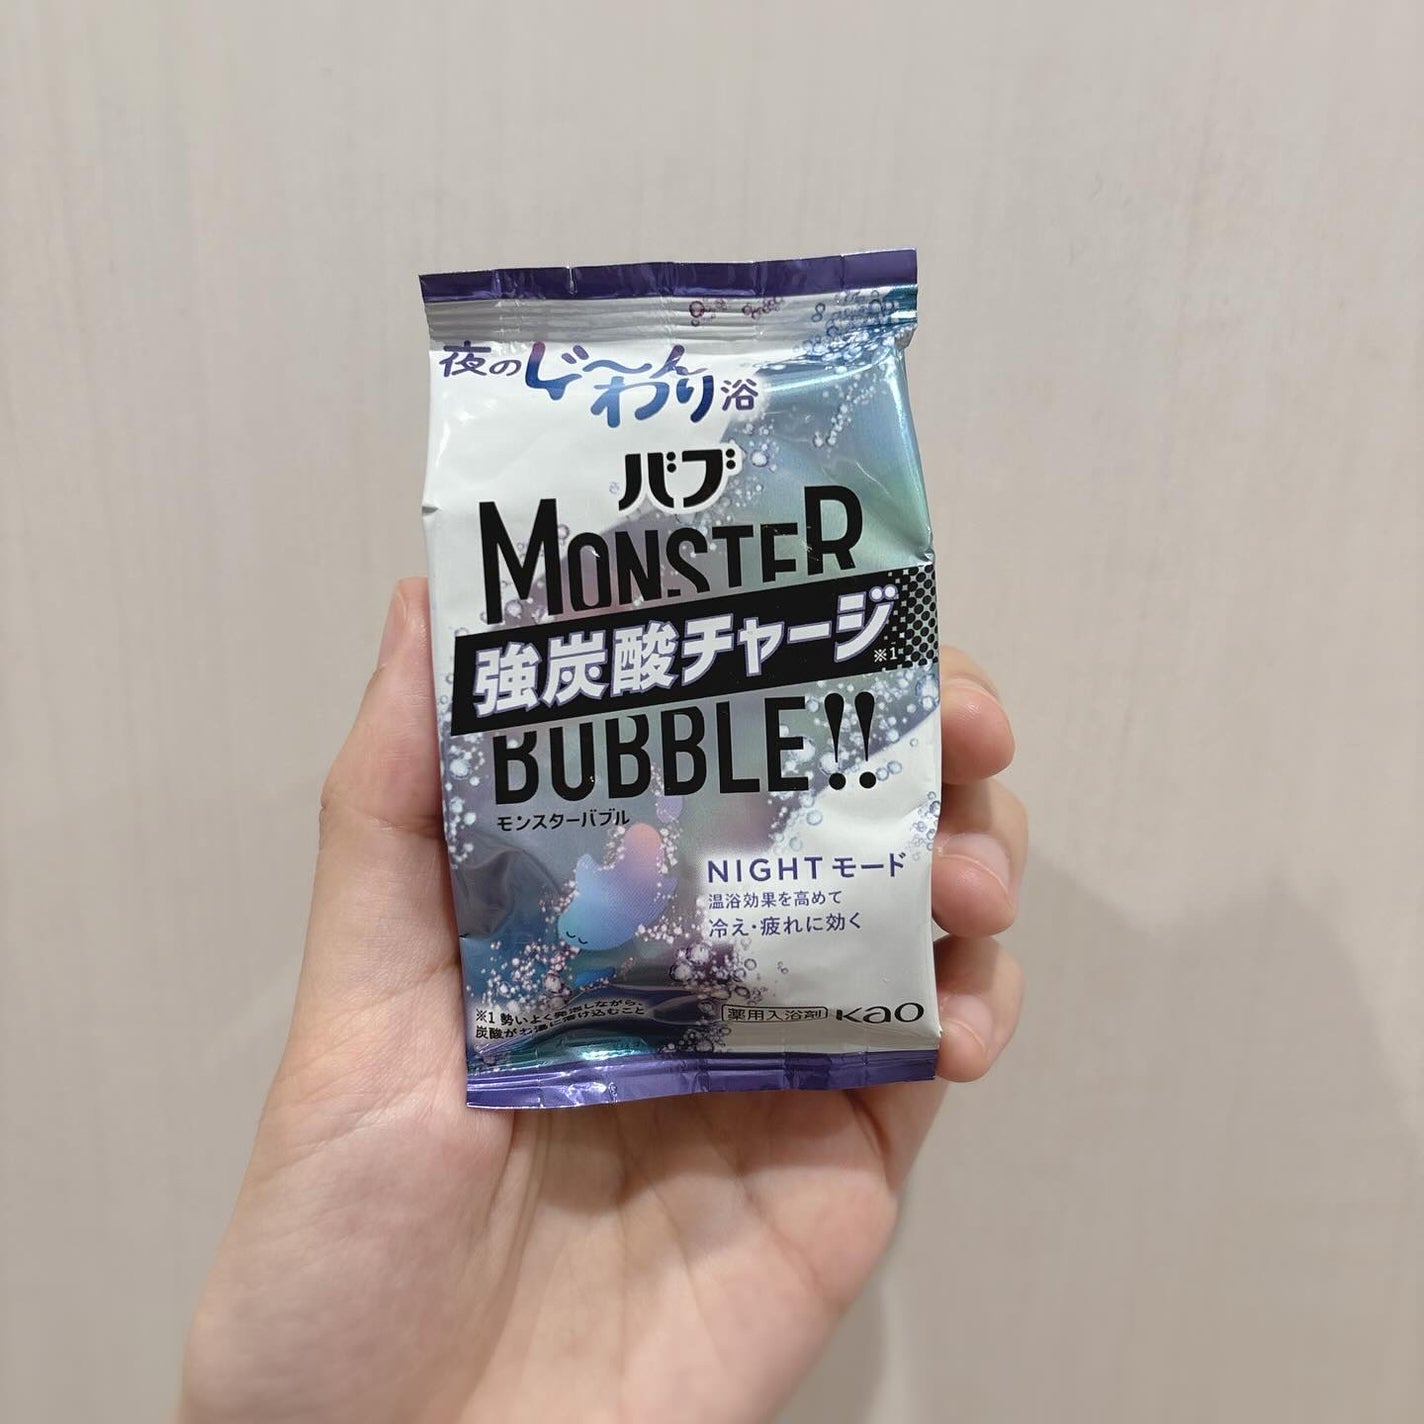 夜のじ〜わんり浴
バブ
MONSTER
強炭酸チャージ※1
BUBBLE!!
モンスターバブル
NIGHTモード
温浴効果を高めて
冷え・疲れに効く
※1 勢いよく発泡しながら、
炭酸がお湯に溶け込むこと
薬用入浴剤 Kao